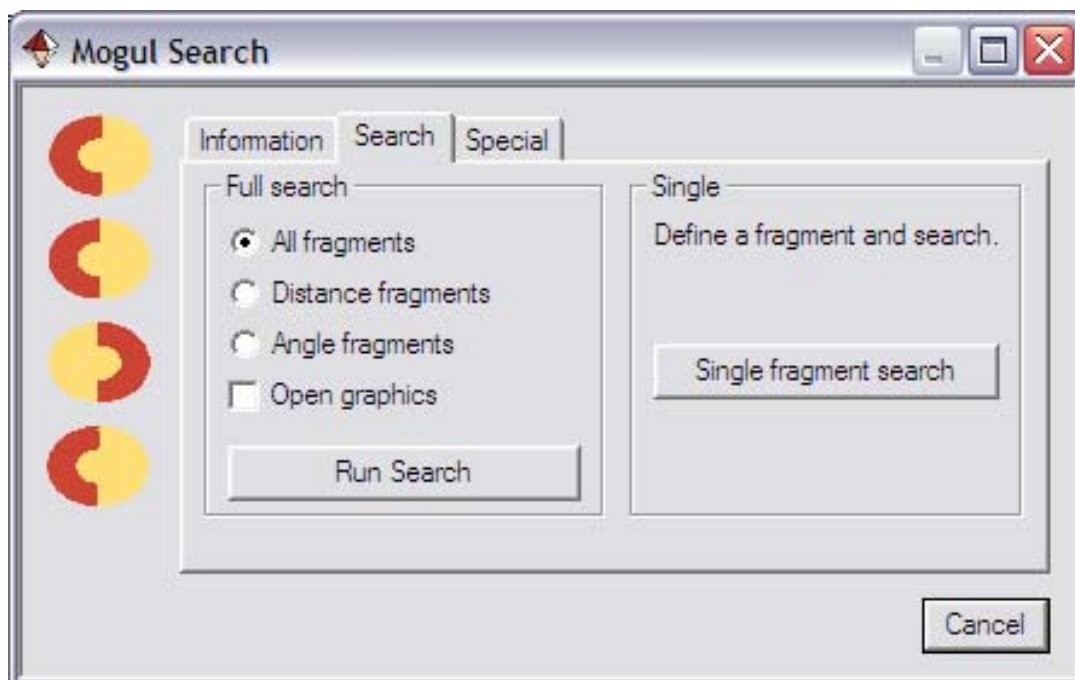 Mogul Search
Information Search Special
Full search
All fragments
Distance fragments
Angle fragments
Open graphics
Run Search
Single
Define a fragment and search.
Single fragment search
Cancel